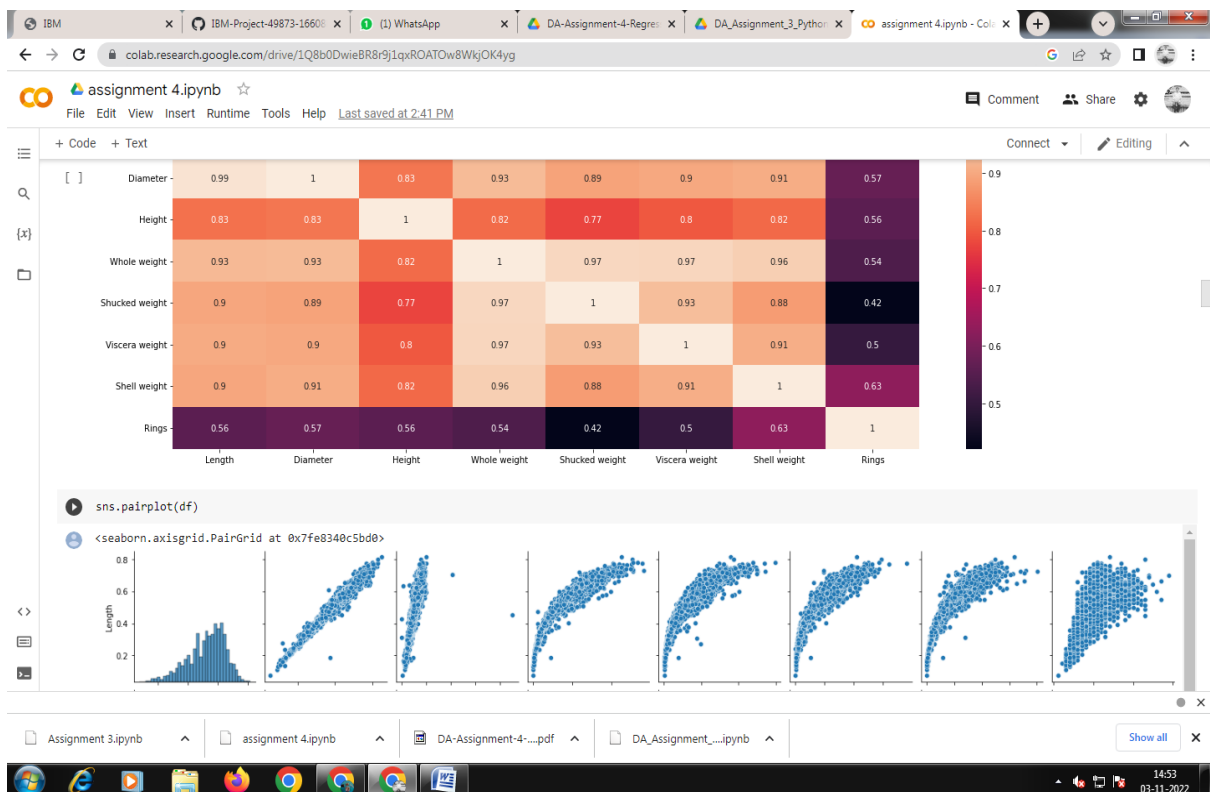 IBM
IBM-Project-49873-16608
(1) WhatsApp
DA-Assignment-4-Regres
DA_Assignment_3_Python
assignment 4.ipynb - Cola
colab.research.google.com/drive/1Q8b0DwieBR8r9j1qxROATOw8WkjOK4yg
assignment 4.ipynb
File Edit View Insert Runtime Tools Help Last saved at 2:41 PM
Comment Share
+ Code + Text
Connect Editing
[ ]
{x}
Diameter 0.99 1 0.83 0.93 0.89 0.9 0.91 0.57
Height 0.83 0.83 1 0.82 0.77 0.8 0.82 0.56
Whole weight 0.93 0.93 0.82 1 0.97 0.97 0.96 0.54
Shucked weight 0.9 0.89 0.77 0.97 1 0.93 0.88 0.42
Viscera weight 0.9 0.9 0.8 0.97 0.93 1 0.91 0.5
Shell weight 0.9 0.91 0.82 0.96 0.88 0.91 1 0.63
Rings 0.56 0.57 0.56 0.54 0.42 0.5 0.63 1
Length Diameter Height Whole weight Shucked weight Viscera weight Shell weight Rings
0.9
0.8
0.7
0.6
0.5
sns.pairplot(df)
<seaborn.axisgrid.PairGrid at 0x7fe8340c5bd0>
0.8
0.6
0.4
0.2
Length
Assignment 3.ipynb
assignment 4.ipynb
DA-Assignment-4-....pdf
DA_Assignment_....ipynb
Show all
14:53
03-11-2022